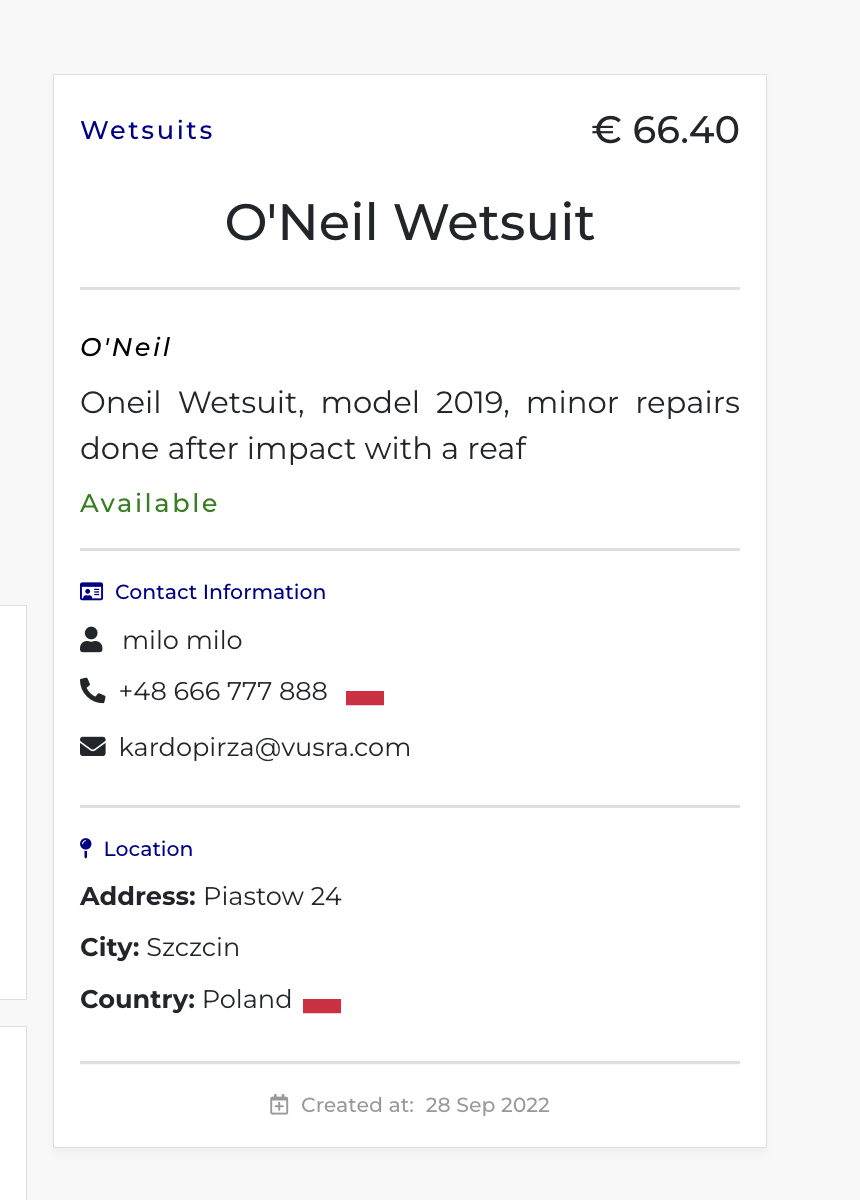 Wetsuits
€ 66.40
O'Neil Wetsuit
O'Neil
Oneil Wetsuit, model 2019, minor repairs
done after impact with a reaf
Available
Contact Information
milo milo
+48 666 777 888
kardopirza@vusra.com
Location
Address: Piastow 24
City: Szczcin
Country: Poland
Created at: 28 Sep 2022